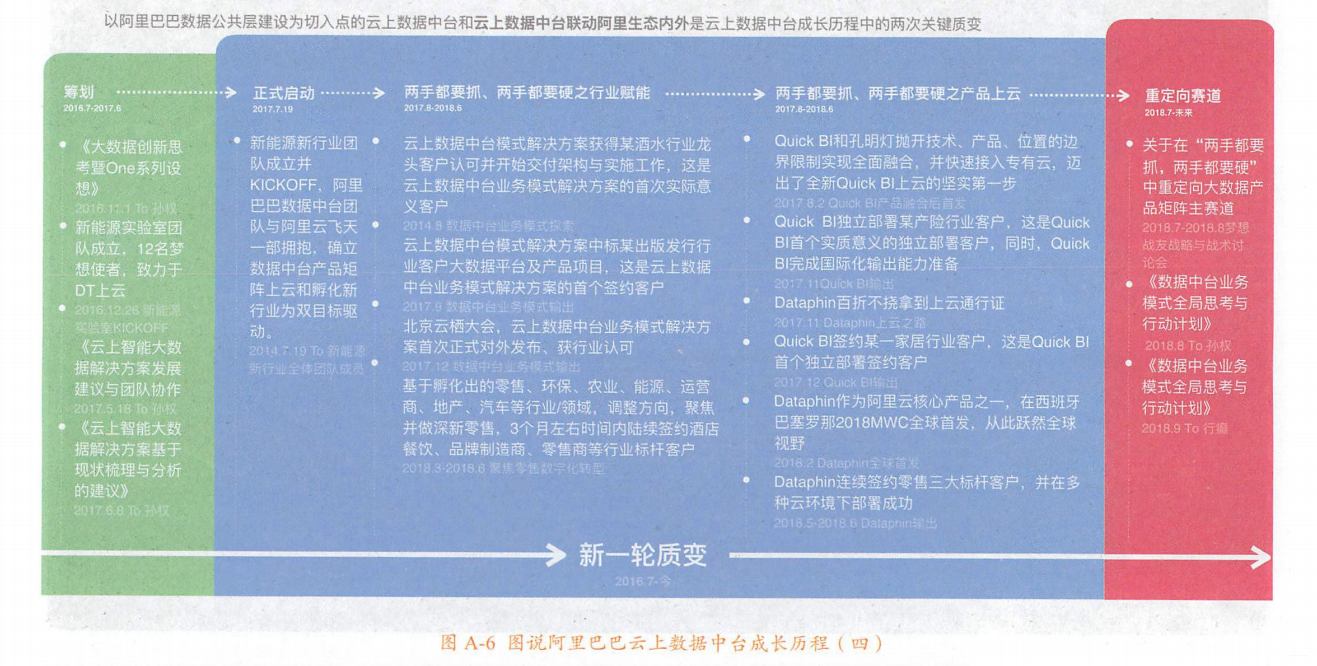 以阿里巴巴数据公共层建设为切入点的云上数据中台和云上数据中台联动阿里生态内外是云上数据中台成长历程中的两次关键质变
筹划
2016.7-2017.6
《大数据创新思
考暨One系列设
想》
2016.11.1 To 孙权
新能源实验室团
队成立，12名梦
想使者，致力于
DT上云
2016.12.26 新能源
实验室KICKOFF
《云上智能大数
据解决方案发展
建议与团队协作
2017.5.18 To 孙权
《云上智能大数
据解决方案基于
现状梳理与分析
的建议》
2017.6.8 To 孙权
正式启动
2017.7.19
新能源新行业团
队成立并
KICKOFF，阿里
巴巴数据中台团
队与阿里云飞天
一部拥抱，确立
数据中台产品矩
阵上云和孵化新
行业为双目标驱
动。
2014.7.19 To 新能源
新行业全体团队成员
两手都要抓、两手都要硬之行业赋能
2017.8-2018.6
云上数据中台模式解决方案获得某酒水行业龙
头客户认可并开始交付架构与实施工作，这是
云上数据中台业务模式解决方案的首次实际意
义客户
2014.9 数据中台业务模式探索
云上数据中台模式解决方案中标某出版发行行
业客户大数据平台及产品项目，这是云上数据
中台业务模式解决方案的首个签约客户
2017.9 数据中台业务模式输出
北京云栖大会，云上数据中台业务模式解决方
案首次正式对外发布、获行业认可
2017.12 数据中台业务模式输出
基于孵化出的零售、环保、农业、能源、运营
商、地产、汽车等行业/领域，调整方向，聚焦
并做深新零售，3个月左右时间内陆续签约酒店
餐饮、品牌制造商、零售商等行业标杆客户
2018.3-2018.6 聚焦零售数字化转型
两手都要抓、两手都要硬之产品上云
2017.8-2018.6
Quick BI和孔明灯抛开技术、产品、位置的边
界限制实现全面融合，并快速接入专有云，迈
出了全新Quick BI上云的坚实第一步
2017 8.2 Quick BI产品融合后首发
Quick BI独立部署某产险行业客户，这是Quick
BI首个实质意义的独立部署客户，同时，Quick
BI完成国际化输出能力准备
2017 11Quick BI输出
Dataphin百折不挠拿到上云通行证
2017.11 Dataphin上云之路
Quick BI签约某一家居行业客户，这是Quick BI
首个独立部署签约客户
2017 12 Quick BI输出
Dataphin作为阿里云核心产品之一，在西班牙
巴塞罗那2018MWC全球首发，从此跃然全球
视野
2018.2 Dataphin全球首发
Dataphin连续签约零售三大标杆客户，并在多
种云环境下部署成功
2018.5-2018.6 Dataphin输出
重定向赛道
2018.7-未来
关于在“两手都要
抓，两手都要硬”
中重定向大数据产
品矩阵主赛道
2018.7-2018.8梦想
战友战略与战术讨
论会
《数据中台业务
模式全局思考与
行动计划》
2018.8 To 孙权
《数据中台业务
模式全局思考与
行动计划》
2018.9 To 行癫
新一轮质变
2016.7-今
图 A-6 图说阿里巴巴云上数据中台成长历程（四）